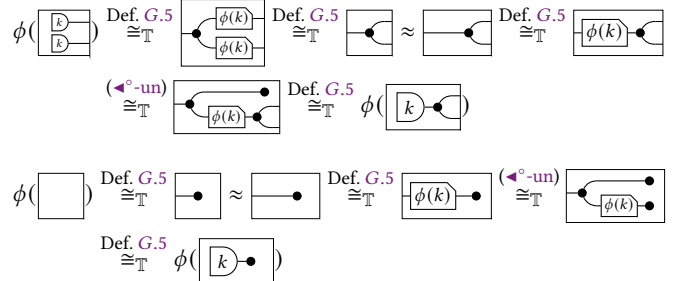 ϕ( k k ) Def. G.5 ≅𝕋 ϕ(k) ϕ(k) Def. G.5 ≅𝕋 ≈ Def. G.5 ≅𝕋 ϕ(k)
(◄°-un) ≅𝕋 ϕ(k) Def. G.5 ≅𝕋 ϕ( k )
ϕ( ) Def. G.5 ≅𝕋 ≈ Def. G.5 ≅𝕋 ϕ(k) (◄°-un) ≅𝕋 ϕ(k)
Def. G.5 ≅𝕋 ϕ( k )